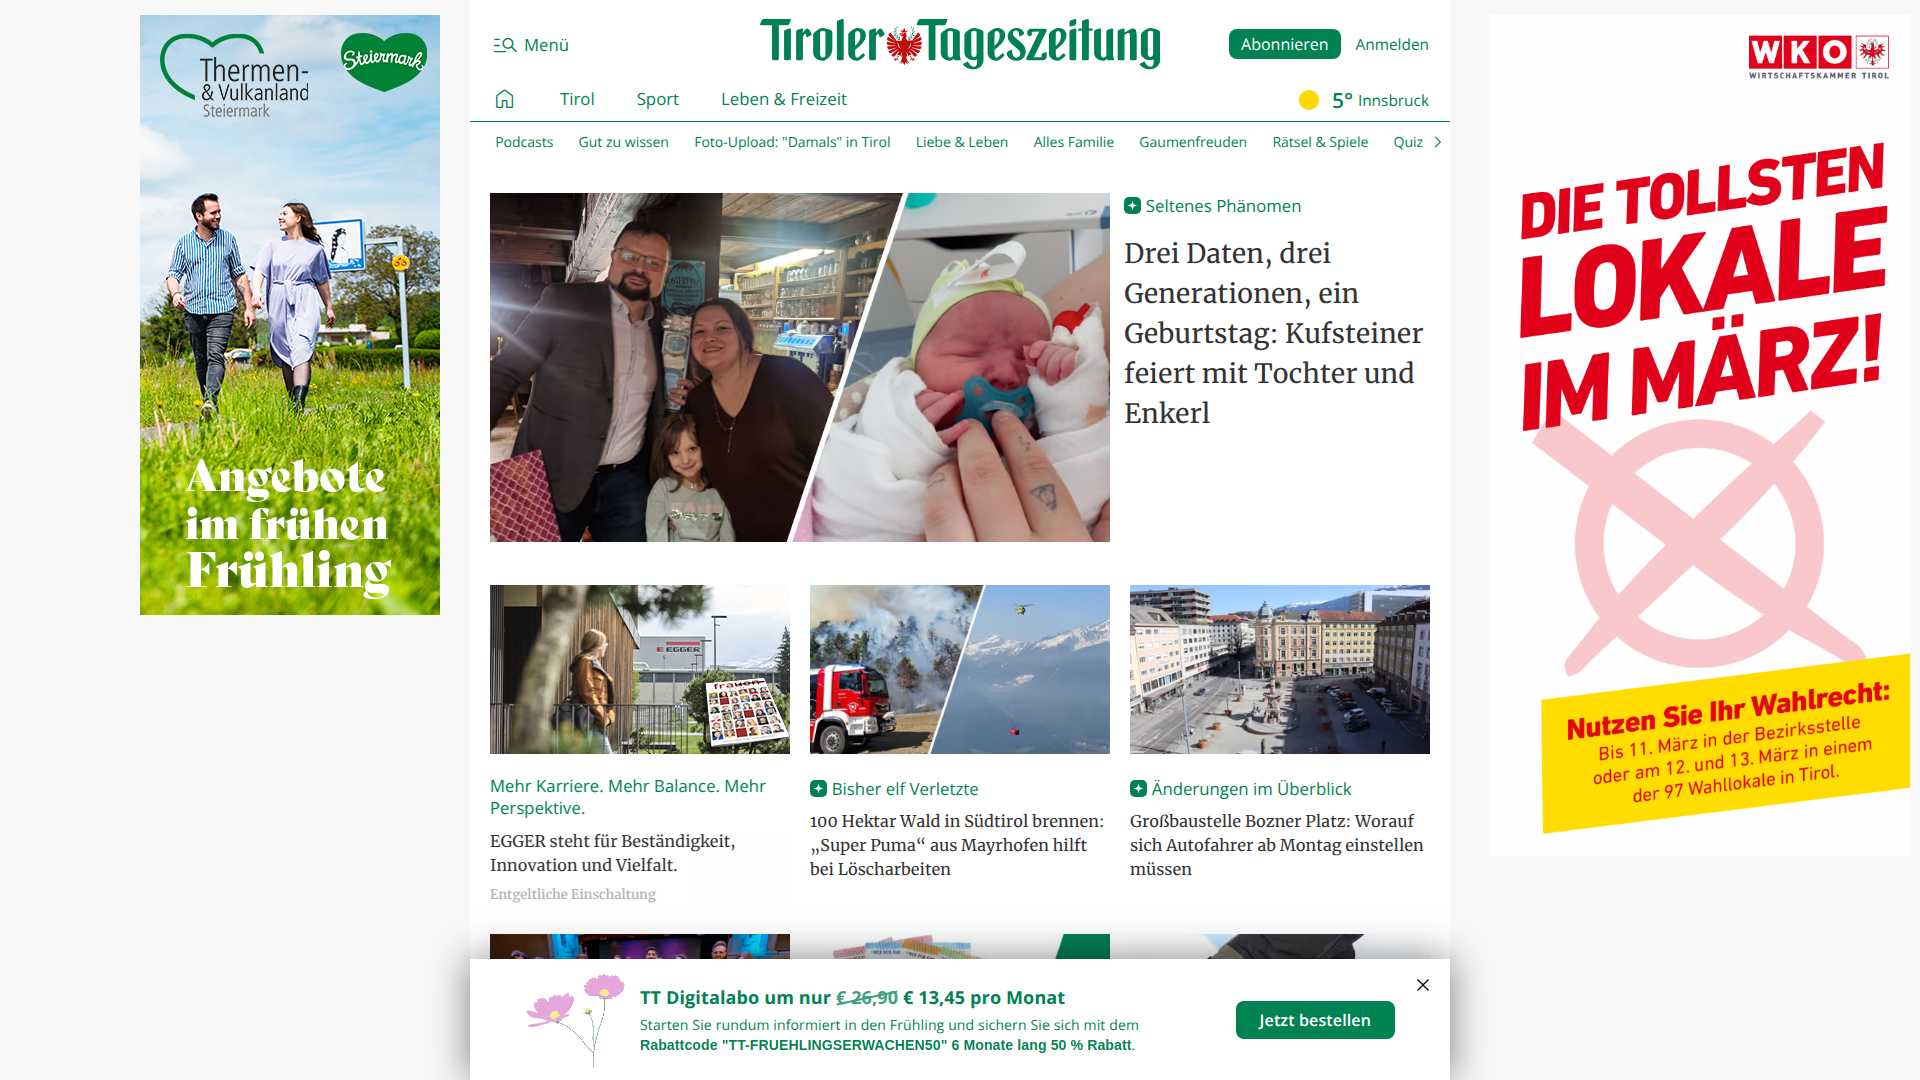 Menü
Tiroler Tageszeitung
Abonnieren
Anmelden
Tirol
Sport
Leben & Freizeit
5° Innsbruck
Podcasts
Gut zu wissen
Foto-Upload: "Damals" in Tirol
Liebe & Leben
Alles Familie
Gaumenfreuden
Rätsel & Spiele
Quiz
Thermen-
& Vulkanland
Steiermark
Steiermark
Angebote
im frühen
Frühling
Seltenes Phänomen
Drei Daten, drei
Generationen, ein
Geburtstag: Kufsteiner
feiert mit Tochter und
Enkerl
EGGER
frauen
Mehr Karriere. Mehr Balance. Mehr
Perspektive.
EGGER steht für Beständigkeit,
Innovation und Vielfalt.
Entgeltliche Einschaltung
Bisher elf Verletzte
100 Hektar Wald in Südtirol brennen:
„Super Puma“ aus Mayrhofen hilft
bei Löscharbeiten
Änderungen im Überblick
Großbaustelle Bozner Platz: Worauf
sich Autofahrer ab Montag einstellen
müssen
TT Digitalabo um nur € 26,90 € 13,45 pro Monat
Starten Sie rundum informiert in den Frühling und sichern Sie sich mit dem
Rabattcode "TT-FRUEHLINGSERWACHEN50" 6 Monate lang 50 % Rabatt.
Jetzt bestellen
WKO
WIRTSCHAFTSKAMMER TIROL
DIE TOLLSTEN
LOKALE
IM MÄRZ!
Nutzen Sie Ihr Wahlrecht:
Bis 11. März in der Bezirksstelle
oder am 12. und 13. März in einem
der 97 Wahllokale in Tirol.